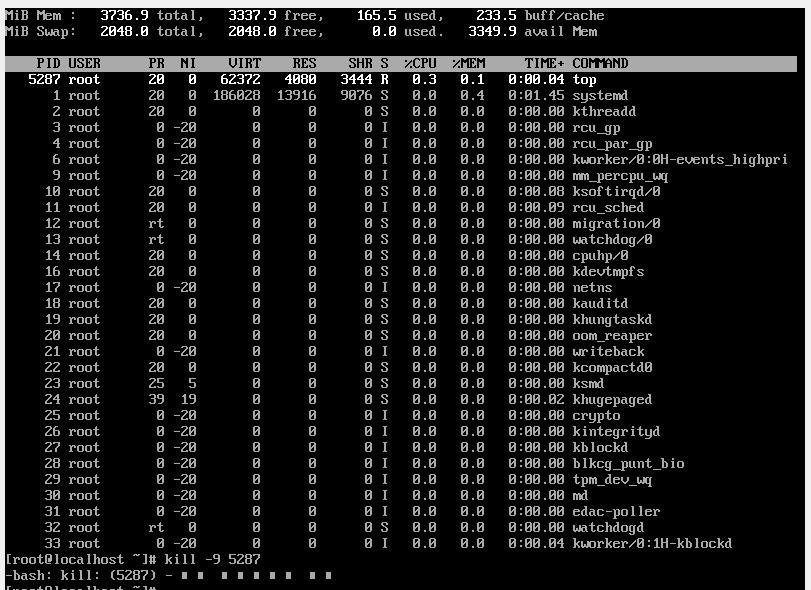 MiB Mem : 3736.9 total, 3337.9 free, 165.5 used, 233.5 buff/cache
MiB Swap: 2048.0 total, 2048.0 free, 0.0 used. 3349.9 avail Mem
PID USER PR NI VIRT RES SHR S %CPU %MEM TIME+ COMMAND
5287 root 20 0 62372 4080 3444 R 0.3 0.1 0:00.04 top
1 root 20 0 186028 13916 9076 S 0.0 0.4 0:01.45 systemd
2 root 20 0 0 0 0 S 0.0 0.0 0:00.00 kthreadd
3 root 0 -20 0 0 0 I 0.0 0.0 0:00.00 rcu_gp
4 root 0 -20 0 0 0 I 0.0 0.0 0:00.00 rcu_par_gp
6 root 0 -20 0 0 0 I 0.0 0.0 0:00.00 kworker/0:0H-events_highpri
9 root 0 -20 0 0 0 I 0.0 0.0 0:00.00 mm_percpu_wq
10 root 20 0 0 0 0 S 0.0 0.0 0:00.08 ksoftirqd/0
11 root 20 0 0 0 0 I 0.0 0.0 0:00.09 rcu_sched
12 root rt 0 0 0 0 S 0.0 0.0 0:00.00 migration/0
13 root rt 0 0 0 0 S 0.0 0.0 0:00.00 watchdog/0
14 root 20 0 0 0 0 S 0.0 0.0 0:00.00 cpuhp/0
16 root 20 0 0 0 0 S 0.0 0.0 0:00.00 kdevtmpfs
17 root 0 -20 0 0 0 I 0.0 0.0 0:00.00 netns
18 root 20 0 0 0 0 S 0.0 0.0 0:00.00 kauditd
19 root 20 0 0 0 0 S 0.0 0.0 0:00.00 khungtaskd
20 root 20 0 0 0 0 S 0.0 0.0 0:00.00 oom_reaper
21 root 0 -20 0 0 0 I 0.0 0.0 0:00.00 writeback
22 root 20 0 0 0 0 S 0.0 0.0 0:00.00 kcompactd0
23 root 25 5 0 0 0 S 0.0 0.0 0:00.00 ksmd
24 root 39 19 0 0 0 S 0.0 0.0 0:00.02 khugepaged
25 root 0 -20 0 0 0 I 0.0 0.0 0:00.00 crypto
26 root 0 -20 0 0 0 I 0.0 0.0 0:00.00 kintegrityd
27 root 0 -20 0 0 0 I 0.0 0.0 0:00.00 kblockd
28 root 0 -20 0 0 0 I 0.0 0.0 0:00.00 blkcg_punt_bio
29 root 0 -20 0 0 0 I 0.0 0.0 0:00.00 tpm_dev_wq
30 root 0 -20 0 0 0 I 0.0 0.0 0:00.00 md
31 root 0 -20 0 0 0 I 0.0 0.0 0:00.00 edac-poller
32 root rt 0 0 0 0 S 0.0 0.0 0:00.00 watchdogd
33 root 0 -20 0 0 0 I 0.0 0.0 0:00.04 kworker/0:1H-kblockd
[root@localhost ~]# kill -9 5287
-bash: kill: (5287) - ■ ■ ■ ■ ■ ■ ■ ■ ■ ■
[root@localhost ~]#